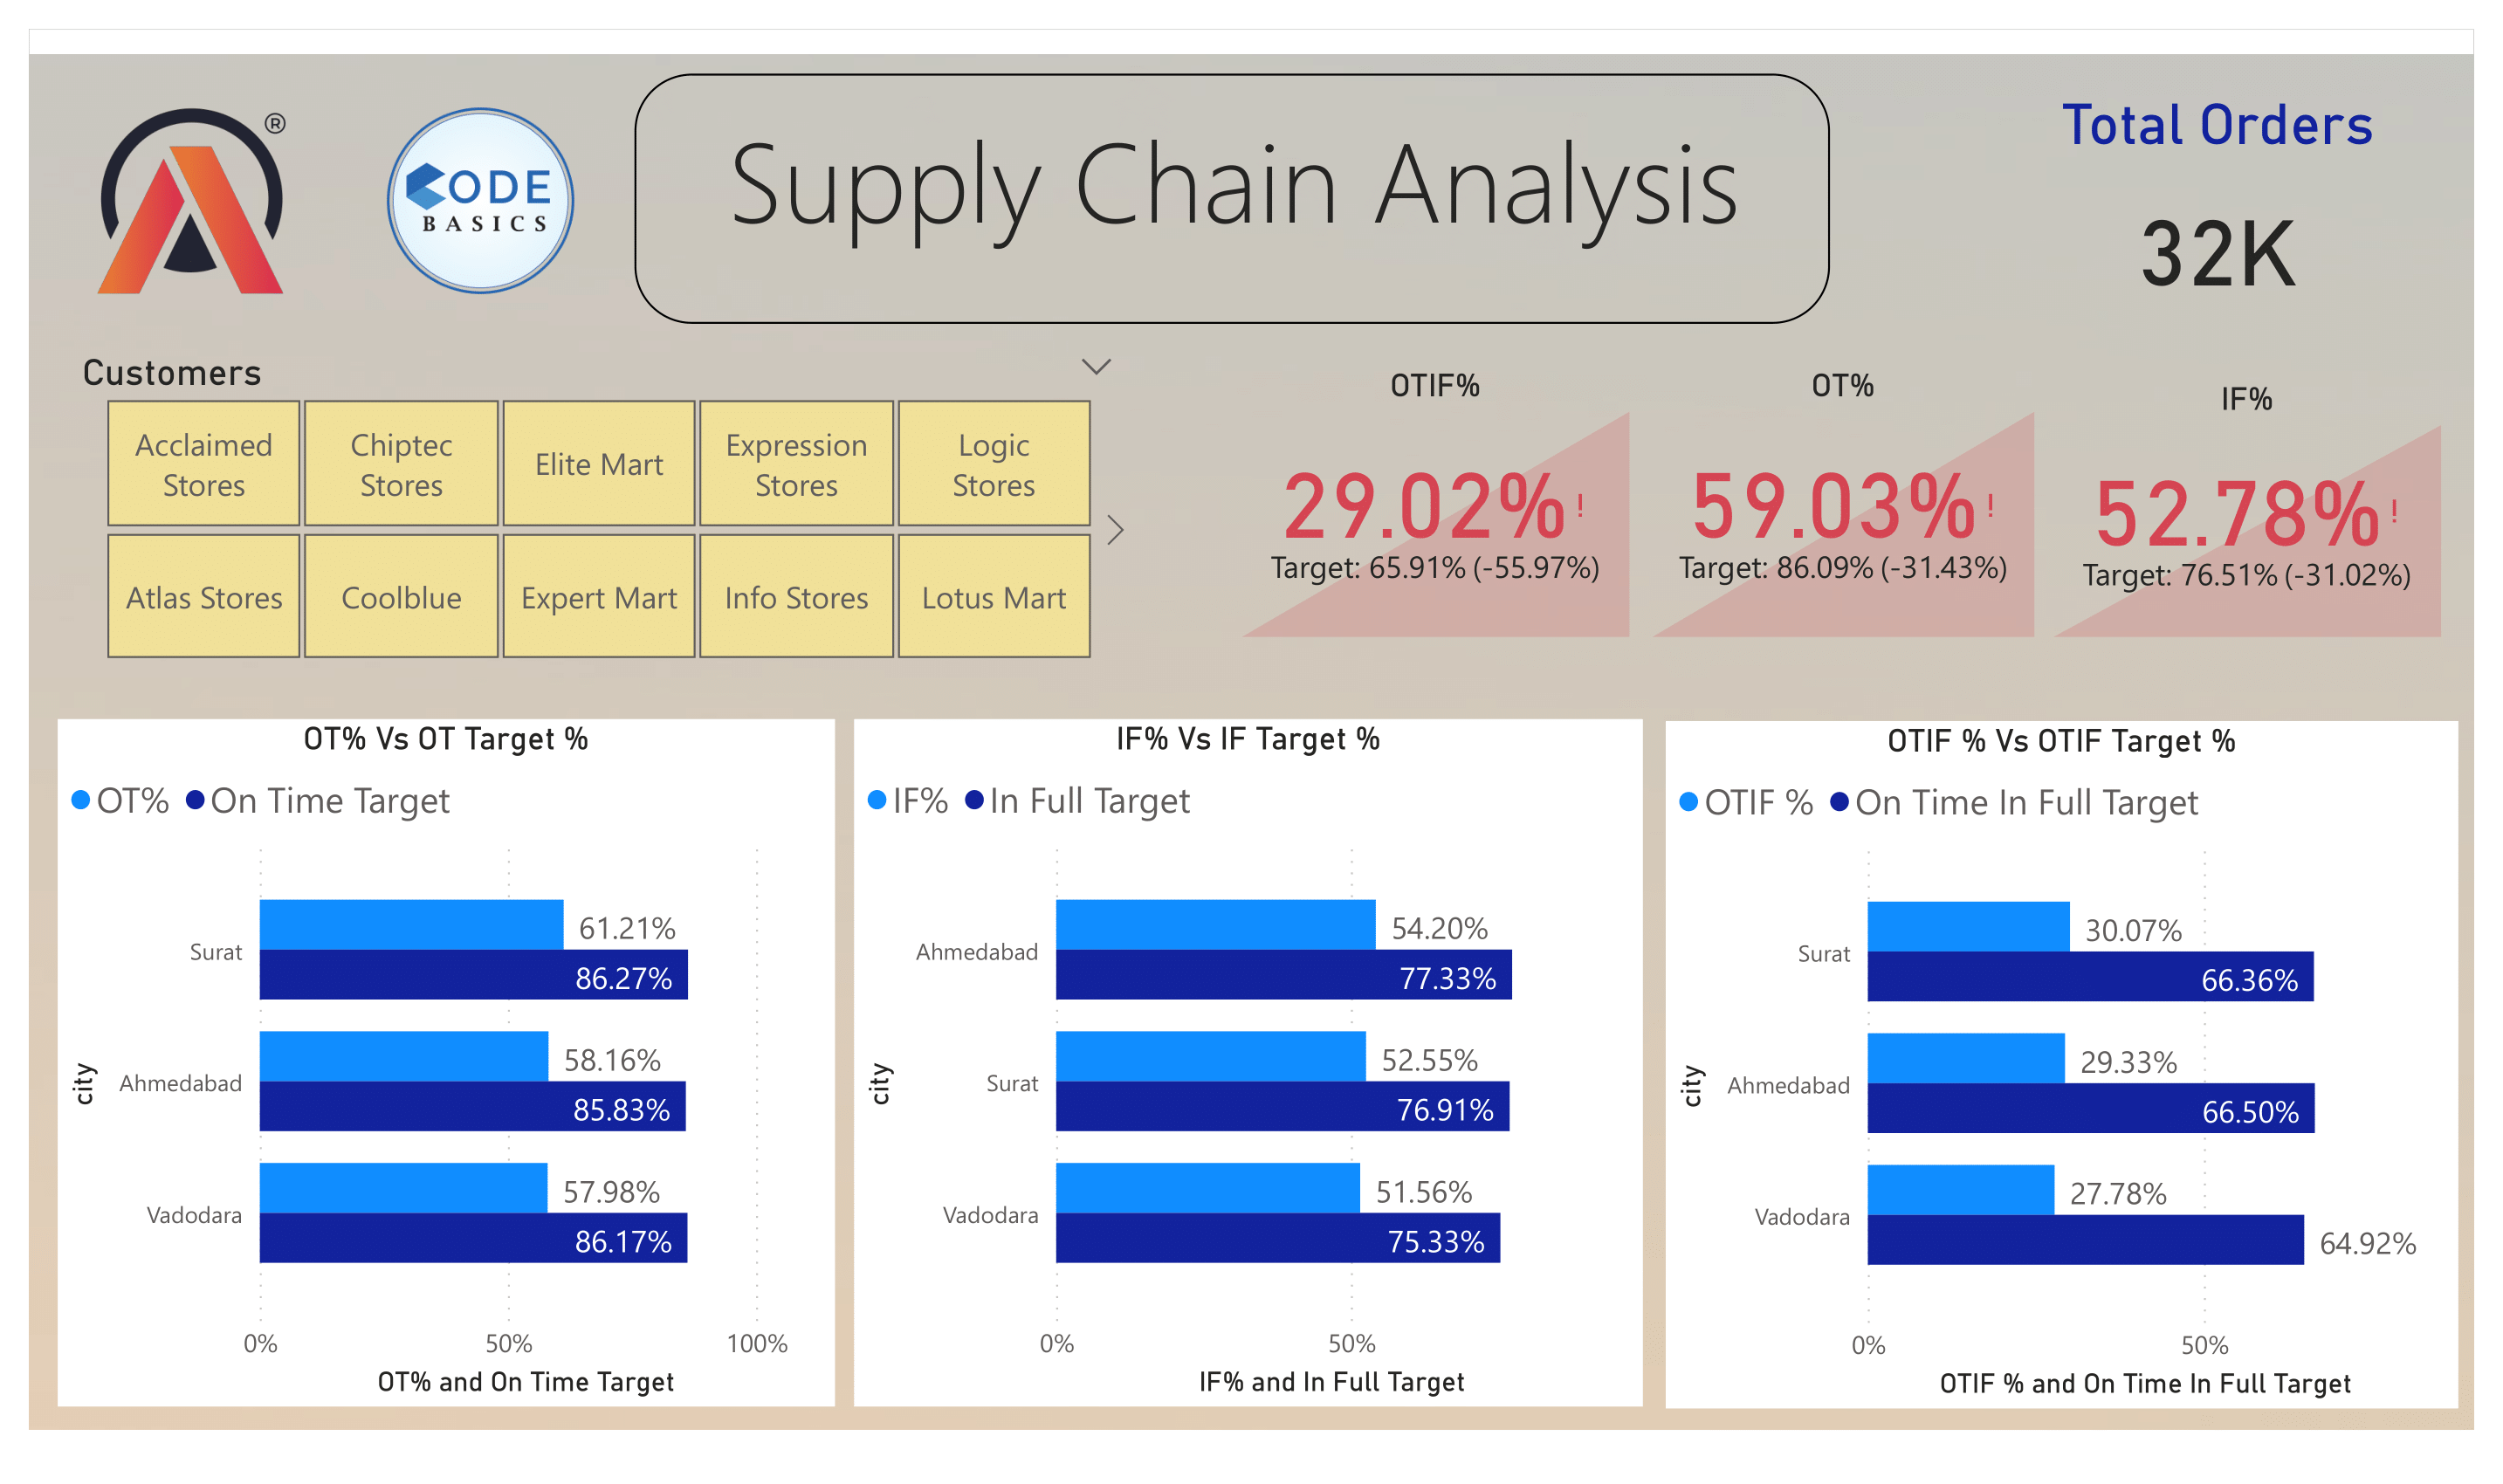 ®
CODE
BASICS
Supply Chain Analysis
Total Orders
32K
Customers
Acclaimed
Stores
Chiptec
Stores
Elite Mart
Expression
Stores
Logic
Stores
Atlas Stores
Coolblue
Expert Mart
Info Stores
Lotus Mart
OTIF%
29.02%!
Target: 65.91% (-55.97%)
OT%
59.03%!
Target: 86.09% (-31.43%)
IF%
52.78%!
Target: 76.51% (-31.02%)
OT% Vs OT Target %
OT% On Time Target
city
Surat
61.21%
86.27%
Ahmedabad
58.16%
85.83%
Vadodara
57.98%
86.17%
0% 50% 100%
OT% and On Time Target
IF% Vs IF Target %
IF% In Full Target
city
Ahmedabad
54.20%
77.33%
Surat
52.55%
76.91%
Vadodara
51.56%
75.33%
0% 50%
IF% and In Full Target
OTIF % Vs OTIF Target %
OTIF % On Time In Full Target
city
Surat
30.07%
66.36%
Ahmedabad
29.33%
66.50%
Vadodara
27.78%
64.92%
0% 50%
OTIF % and On Time In Full Target